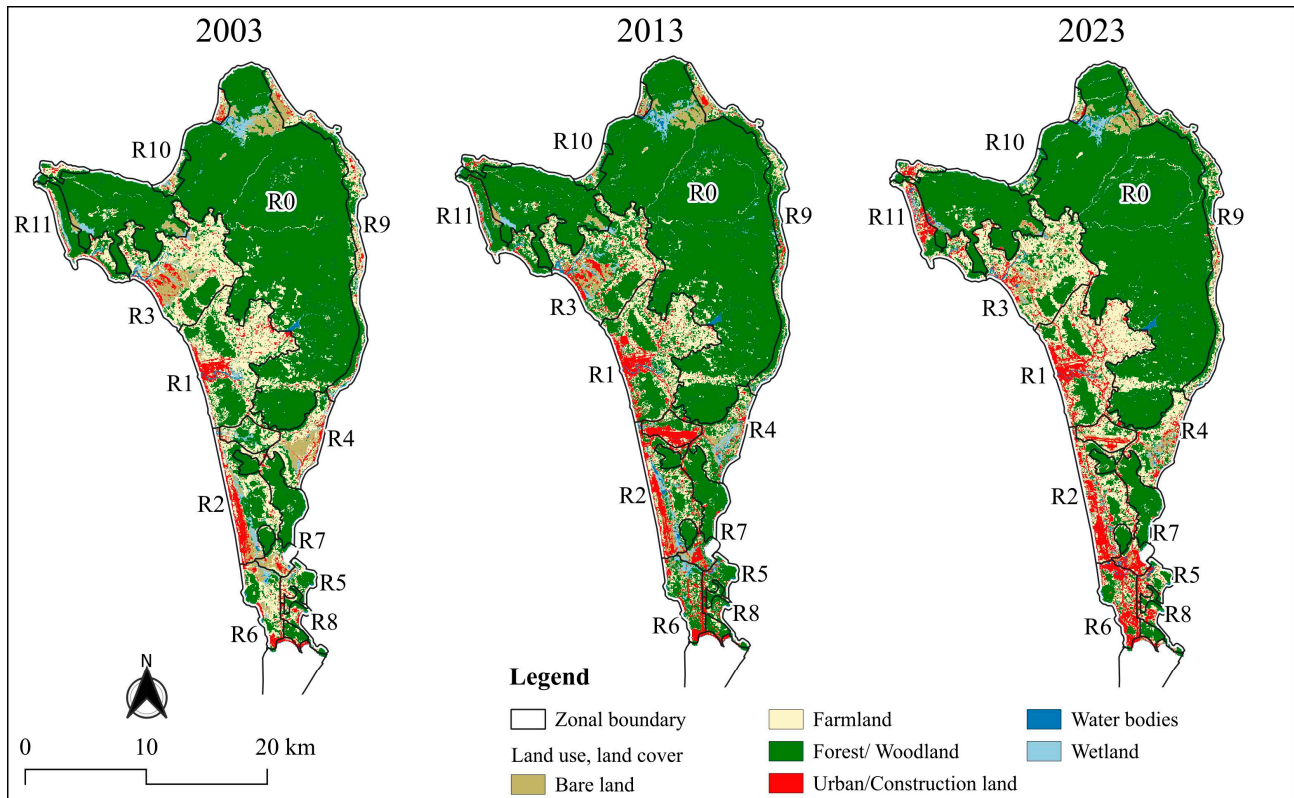 2003 2013 2023
R10 R0 R9 R11 R3 R1 R4 R2 R7 R5 R8 R6
R10 R0 R9 R11 R3 R1 R4 R2 R7 R5 R8 R6
R10 R0 R9 R11 R3 R1 R4 R2 R7 R5 R8 R6
N
0 10 20 km
Legend
Zonal boundary
Land use, land cover
Bare land
Farmland
Forest/ Woodland
Urban/Construction land
Water bodies
Wetland